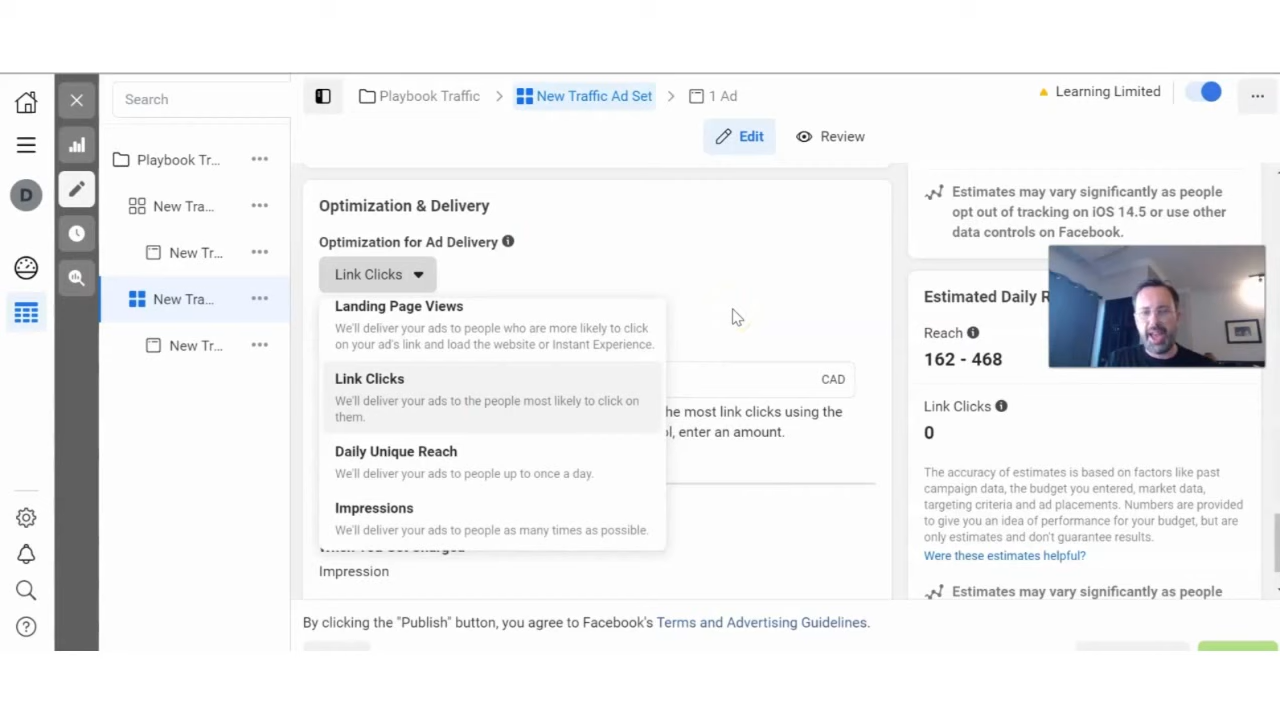 Search
Playbook Traffic
New Traffic Ad Set
1 Ad
Learning Limited
D
Playbook Tr...
New Tra...
New Tr...
New Tra...
New Tr...
Edit
Review
Optimization & Delivery
Optimization for Ad Delivery
Link Clicks
Landing Page Views
We'll deliver your ads to people who are more likely to click
on your ad's link and load the website or Instant Experience.
Link Clicks
We'll deliver your ads to the people most likely to click on
them.
Daily Unique Reach
We'll deliver your ads to people up to once a day.
Impressions
We'll deliver your ads to people as many times as possible.
CAD
he most link clicks using the
ol, enter an amount.
Impression
By clicking the "Publish" button, you agree to Facebook's Terms and Advertising Guidelines.
Estimates may vary significantly as people
opt out of tracking on iOS 14.5 or use other
data controls on Facebook.
Estimated Daily R
Reach
162 - 468
Link Clicks
0
The accuracy of estimates is based on factors like past
campaign data, the budget you entered, market data,
targeting criteria and ad placements. Numbers are provided
to give you an idea of performance for your budget, but are
only estimates and don't guarantee results.
Were these estimates helpful?
Estimates may vary significantly as people